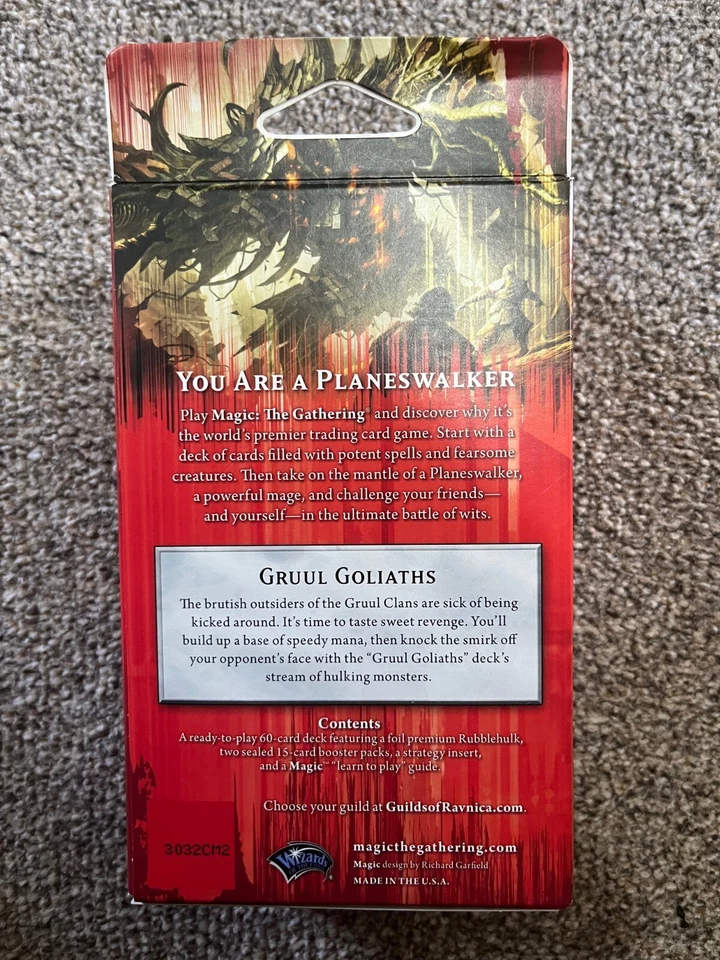 You Are a Planeswalker
Play Magic: The Gathering® and discover why it's
the world's premier trading card game. Start with a
deck of cards filled with potent spells and fearsome
creatures. Then take on the mantle of a Planeswalker,
a powerful mage, and challenge your friends—
and yourself—in the ultimate battle of wits.
Gruul Goliaths
The brutish outsiders of the Gruul Clans are sick of being
kicked around. It's time to taste sweet revenge. You'll
build up a base of speedy mana, then knock the smirk off
your opponent's face with the “Gruul Goliaths” deck's
stream of hulking monsters.
Contents
A ready-to-play 60-card deck featuring a foil premium Rubblehulk,
two sealed 15-card booster packs, a strategy insert,
and a Magic™ “learn to play” guide.
Choose your guild at GuildsofRavnica.com.
3032CM2
Wizards
magicthegathering.com
Magic design by Richard Garfield
MADE IN THE U.S.A.